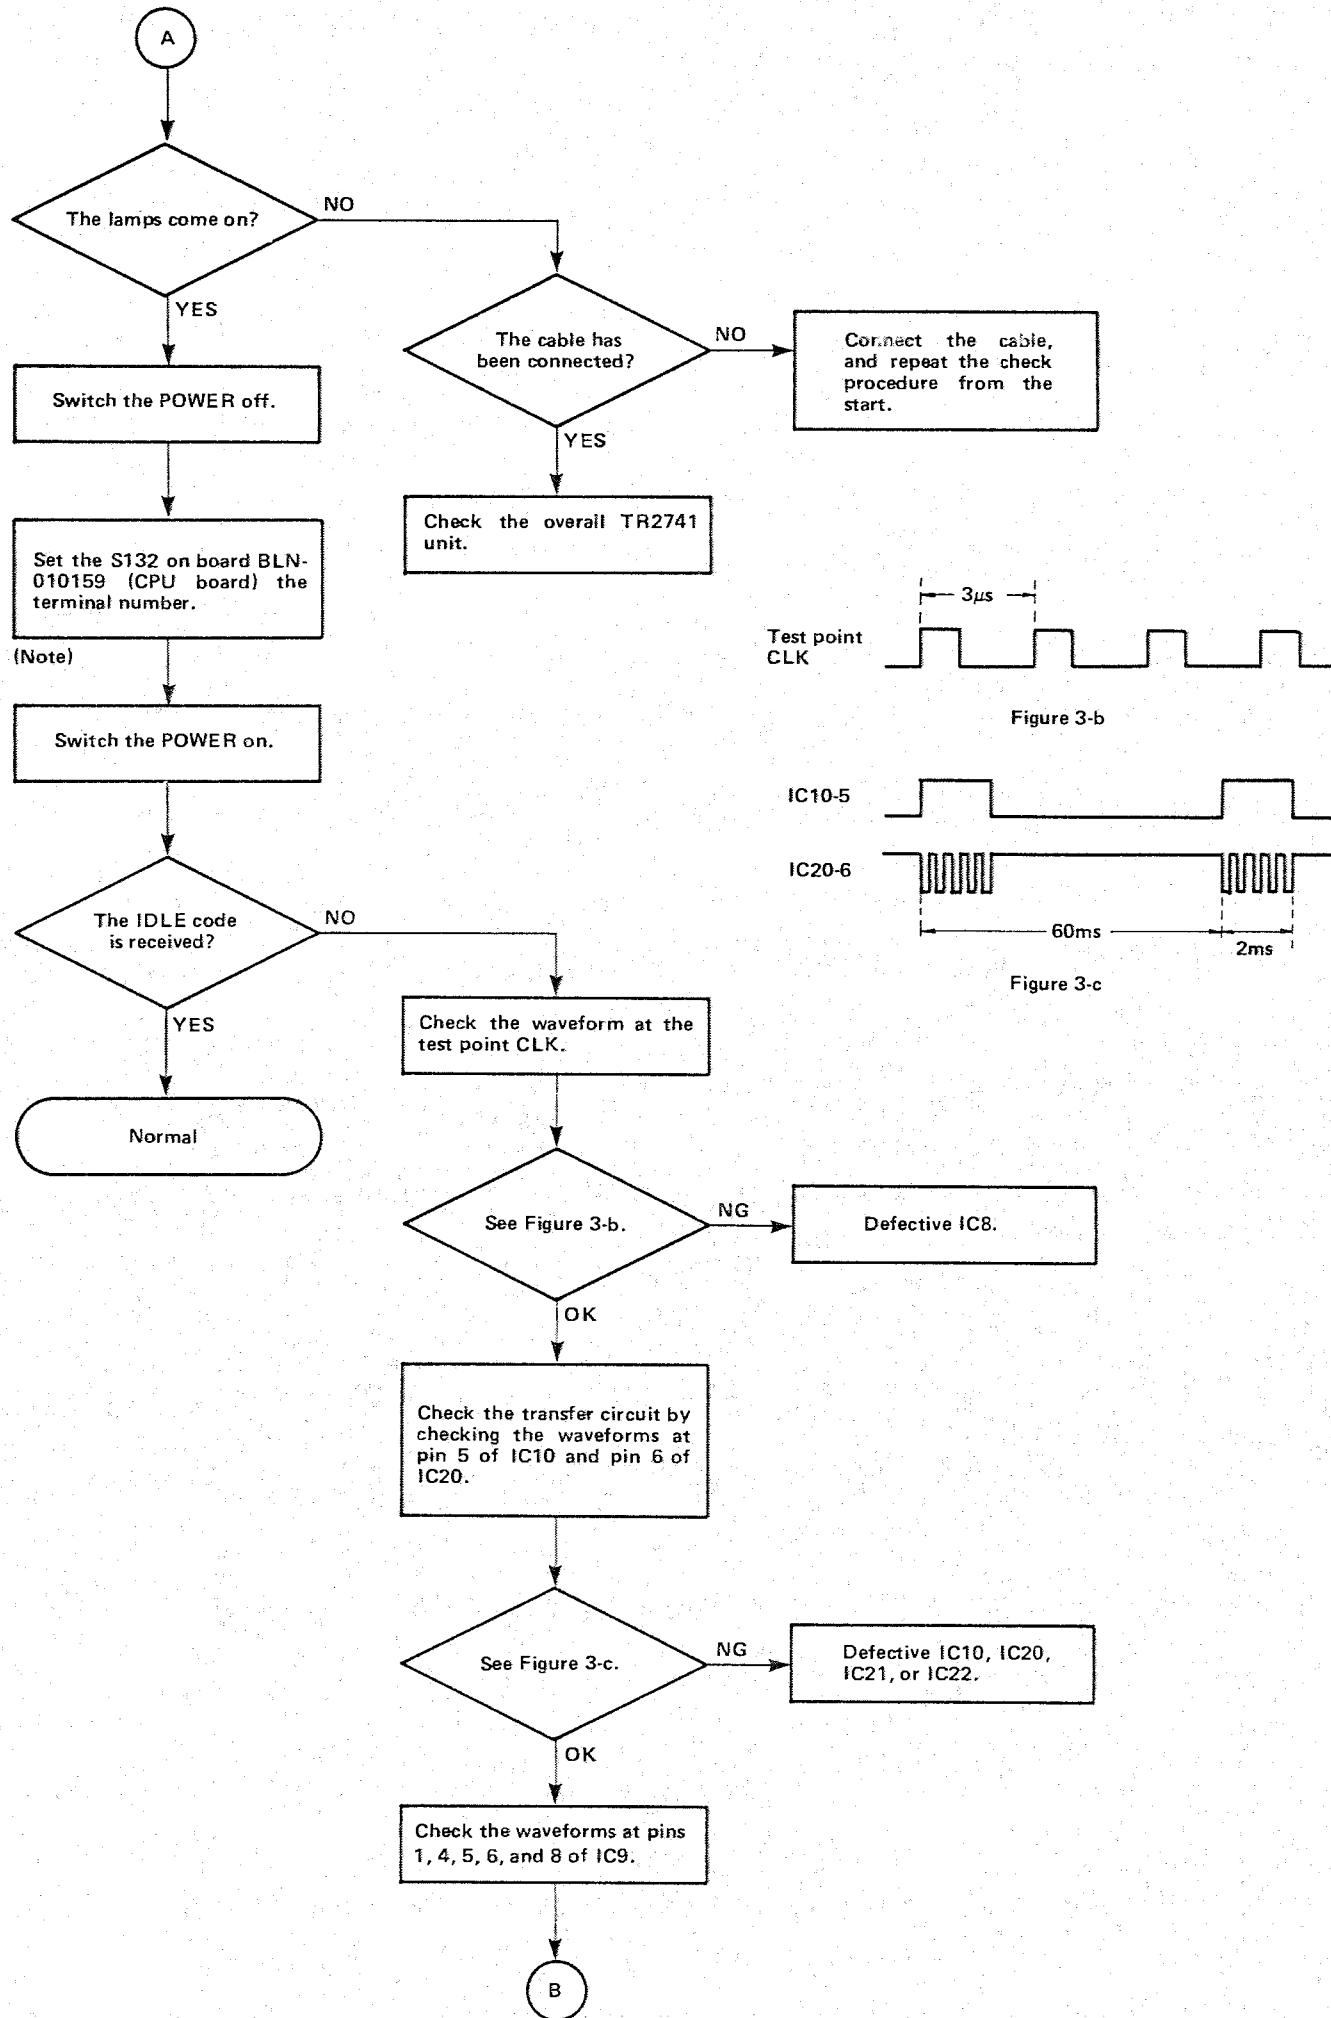 A
The lamps come on?
NO
YES
The cable has
been connected?
NO
Connect the cable,
and repeat the check
procedure from the
start.
Switch the POWER off.
YES
Check the overall TR2741
unit.
Set the S132 on board BLN-
010159 (CPU board) the
terminal number.
(Note)
3μs
Test point
CLK
Figure 3-b
Switch the POWER on.
IC10-5
IC20-6
60ms
2ms
Figure 3-c
The IDLE code
is received?
NO
YES
Check the waveform at the
test point CLK.
Normal
See Figure 3-b.
NG
Defective IC8.
OK
Check the transfer circuit by
checking the waveforms at
pin 5 of IC10 and pin 6 of
IC20.
See Figure 3-c.
NG
Defective IC10, IC20,
IC21, or IC22.
OK
Check the waveforms at pins
1, 4, 5, 6, and 8 of IC9.
B